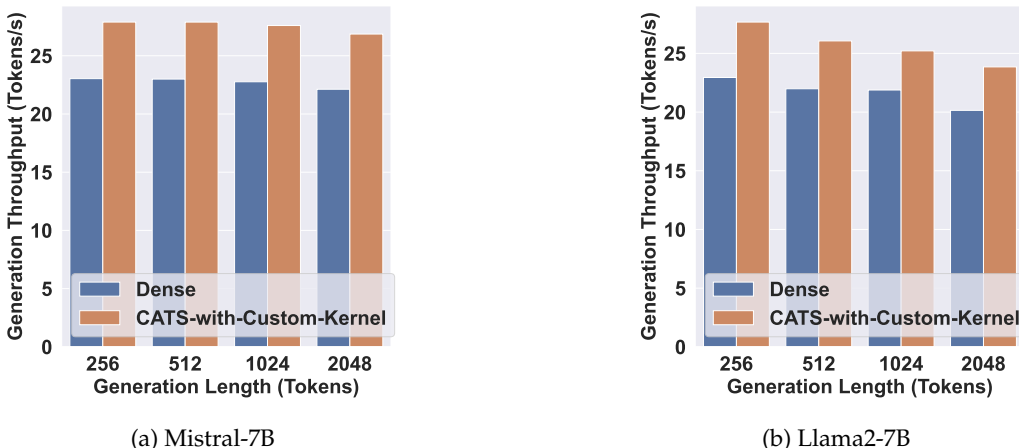 Generation Throughput (Tokens/s)
25
20
15
10
5
0
Dense
CATS-with-Custom-Kernel
256 512 1024 2048
Generation Length (Tokens)
(a) Mistral-7B
Generation Throughput (Tokens/s)
25
20
15
10
5
0
Dense
CATS-with-Custom-Kernel
256 512 1024 2048
Generation Length (Tokens)
(b) Llama2-7B